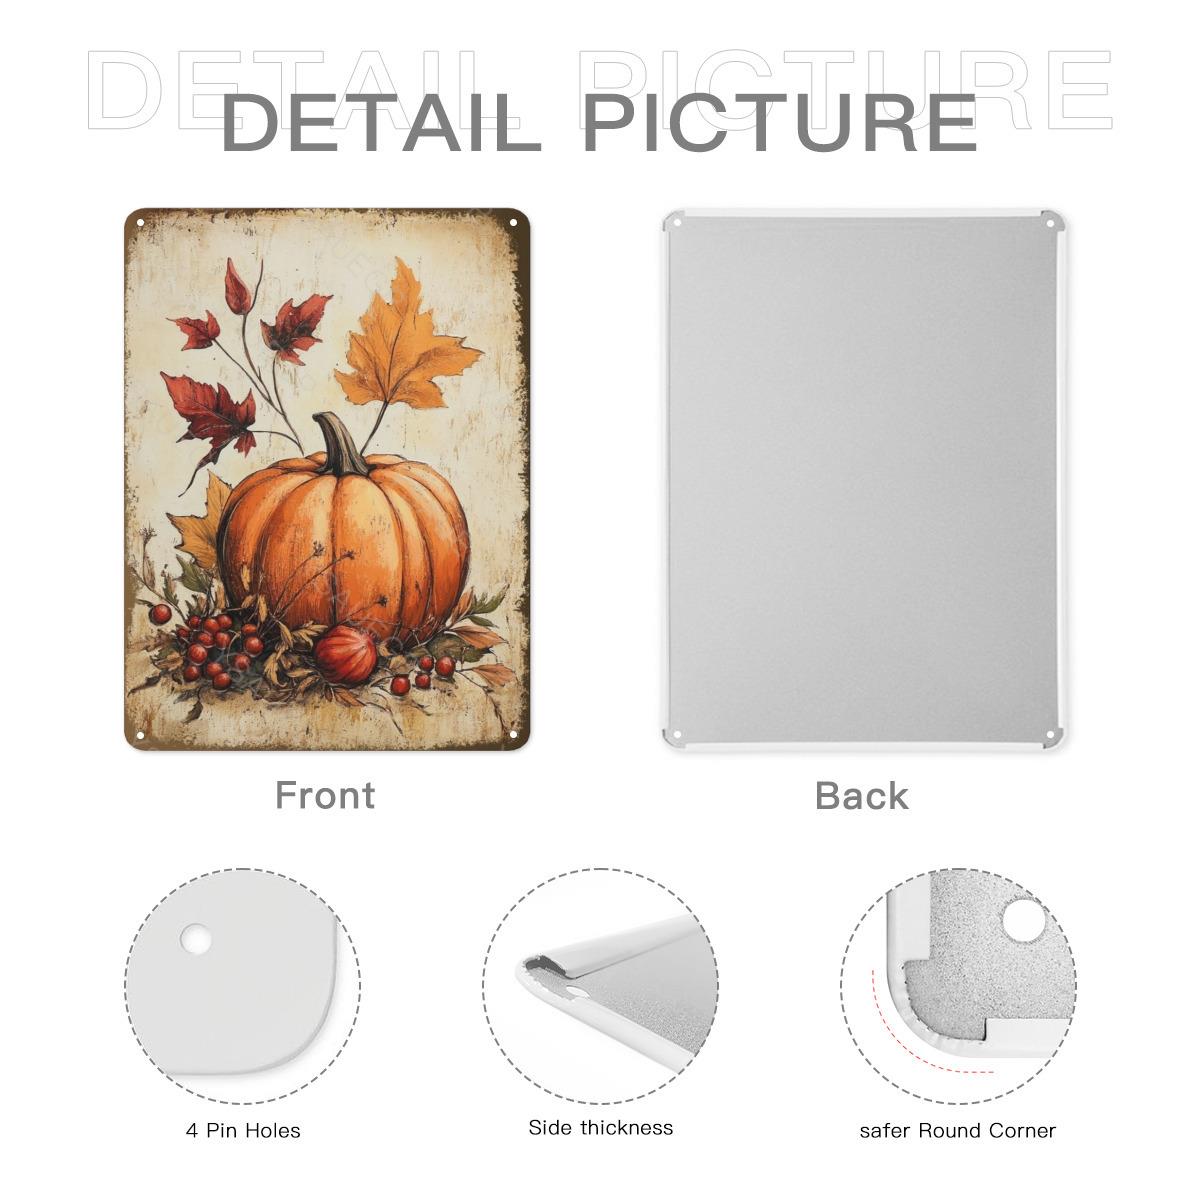 DETAIL PICTURE
DETAIL PICTURE
Front
Back
4 Pin Holes
Side thickness
safer Round Corner